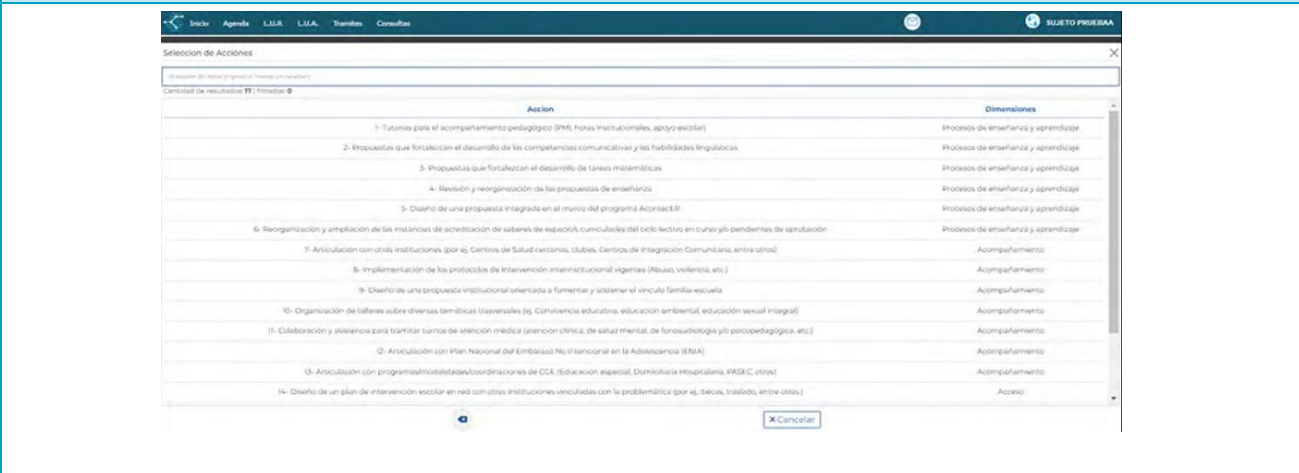 Inicio Agenda L.U.P. L.U.A. Tramites Consultas SUJETO PRUEBAA
Seleccion de Acciones
Cantidad de resultados: 17 | filtrados: 0
Accion Dimensiones
1- Tutorías para el acompañamiento pedagógico (PMI, horas institucionales, apoyo escolar) Procesos de enseñanza y aprendizaje
2- Propuestas que fortalezcan el desarrollo de las competencias comunicativas y las habilidades lingüísticas Procesos de enseñanza y aprendizaje
3- Propuestas que fortalezcan el desarrollo de tareas matemáticas Procesos de enseñanza y aprendizaje
4- Revisión y reorganización de las propuestas de enseñanza Procesos de enseñanza y aprendizaje
5- Diseño de una propuesta integrada en el marco del programa AcontecER Procesos de enseñanza y aprendizaje
6- Reorganización y ampliación de las instancias de acreditación de saberes de espacio/s curricular/es del ciclo lectivo en curso y/o pendientes de aprobación Procesos de enseñanza y aprendizaje
7- Articulación con otras instituciones (por ej. Centros de Salud cercanos, clubes, Centros de Integración Comunitaria, entre otros) Acompañamiento
8- Implementación de los protocolos de intervención interinstitucional vigentes (Abuso, violencia, etc.) Acompañamiento
9- Diseño de una propuesta institucional orientada a fomentar y sostener el vínculo familia-escuela Acompañamiento
10- Organización de talleres sobre diversas temáticas trasversales (ej. Convivencia educativa, educación ambiental, educación sexual integral) Acompañamiento
11- Colaboración y asistencia para tramitar turnos de atención médica (atención clínica, de salud mental, de fonoaudiología y/o psicopedagógica, etc.) Acompañamiento
12- Articulación con Plan Nacional del Embarazo No Intencional en la Adolescencia (ENIA) Acompañamiento
13- Articulación con programas/modalidades/coordinaciones de CGE (Educación especial, Domiciliaria Hospitalaria, PASEC, otros) Acompañamiento
14- Diseño de un plan de intervención escolar en red con otras instituciones vinculadas con la problemática (por ej.: becas, traslado, entre otras.) Acceso
Cancelar